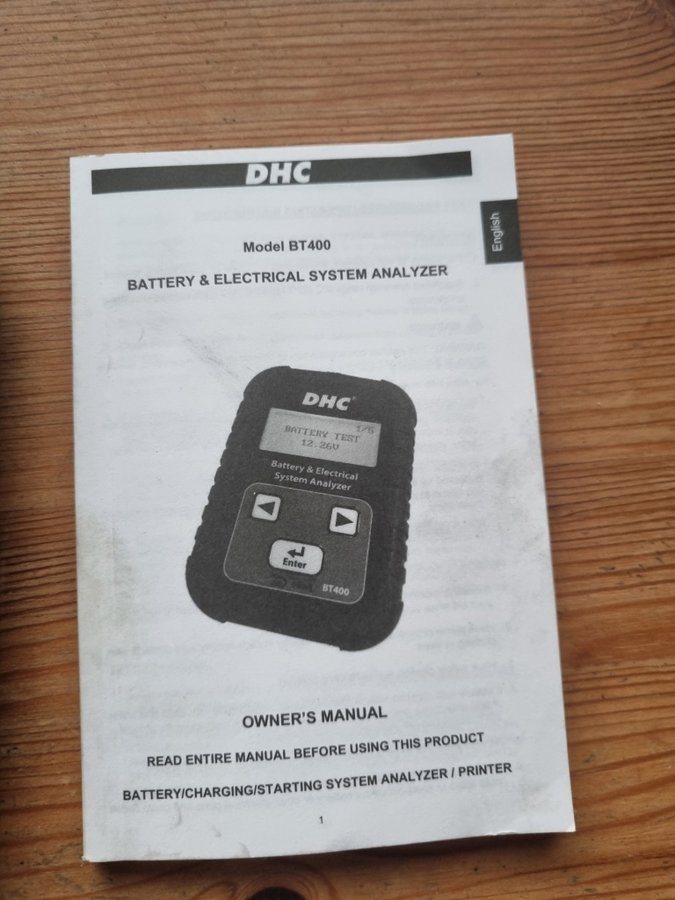 DHC
English
Model BT400
BATTERY & ELECTRICAL SYSTEM ANALYZER
DHC®
1/5
BATTERY TEST
12.26V
Battery & Electrical
System Analyzer
Enter
BT400
OWNER'S MANUAL
READ ENTIRE MANUAL BEFORE USING THIS PRODUCT
BATTERY/CHARGING/STARTING SYSTEM ANALYZER / PRINTER
1